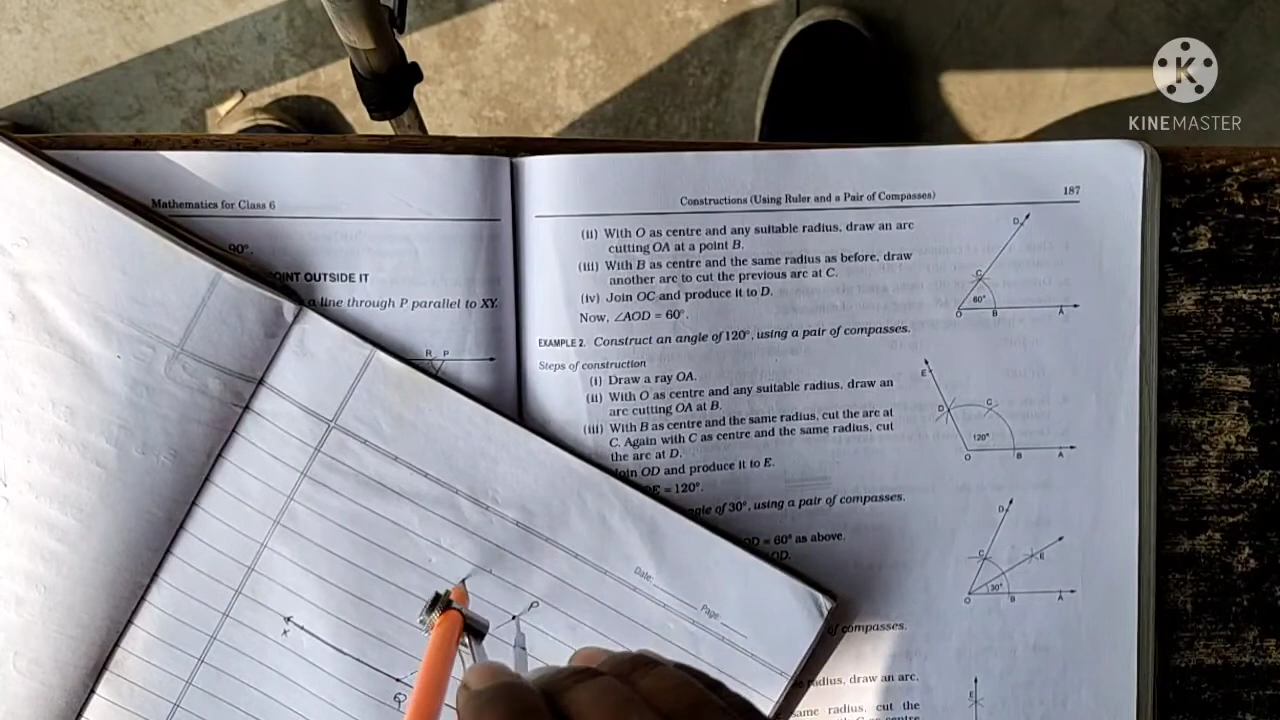 KINEMASTER
Mathematics for Class 6
90°.
OINT OUTSIDE IT
a line through P parallel to XY.
R P
Constructions (Using Ruler and a Pair of Compasses)
187
(ii) With O as centre and any suitable radius, draw an arc
cutting OA at a point B.
(iii) With B as centre and the same radius as before, draw
another arc to cut the previous arc at C.
(iv) Join OC and produce it to D.
Now, ∠AOD = 60°.
D
C
60°
O B A
EXAMPLE 2. Construct an angle of 120°, using a pair of compasses.
Steps of construction
(i) Draw a ray OA.
(ii) With O as centre and any suitable radius, draw an
arc cutting OA at B.
(iii) With B as centre and the same radius, cut the arc at
C. Again with C as centre and the same radius, cut
the arc at D.
Join OD and produce it to E.
= 120°.
E
D C
120°
O B A
gle of 30°, using a pair of compasses.
OD = 60° as above.
OD.
D
C E
30°
O B A
of compasses.
radius, draw an arc,
same radius, cut the
E
Date:
Page:
P
X
Q